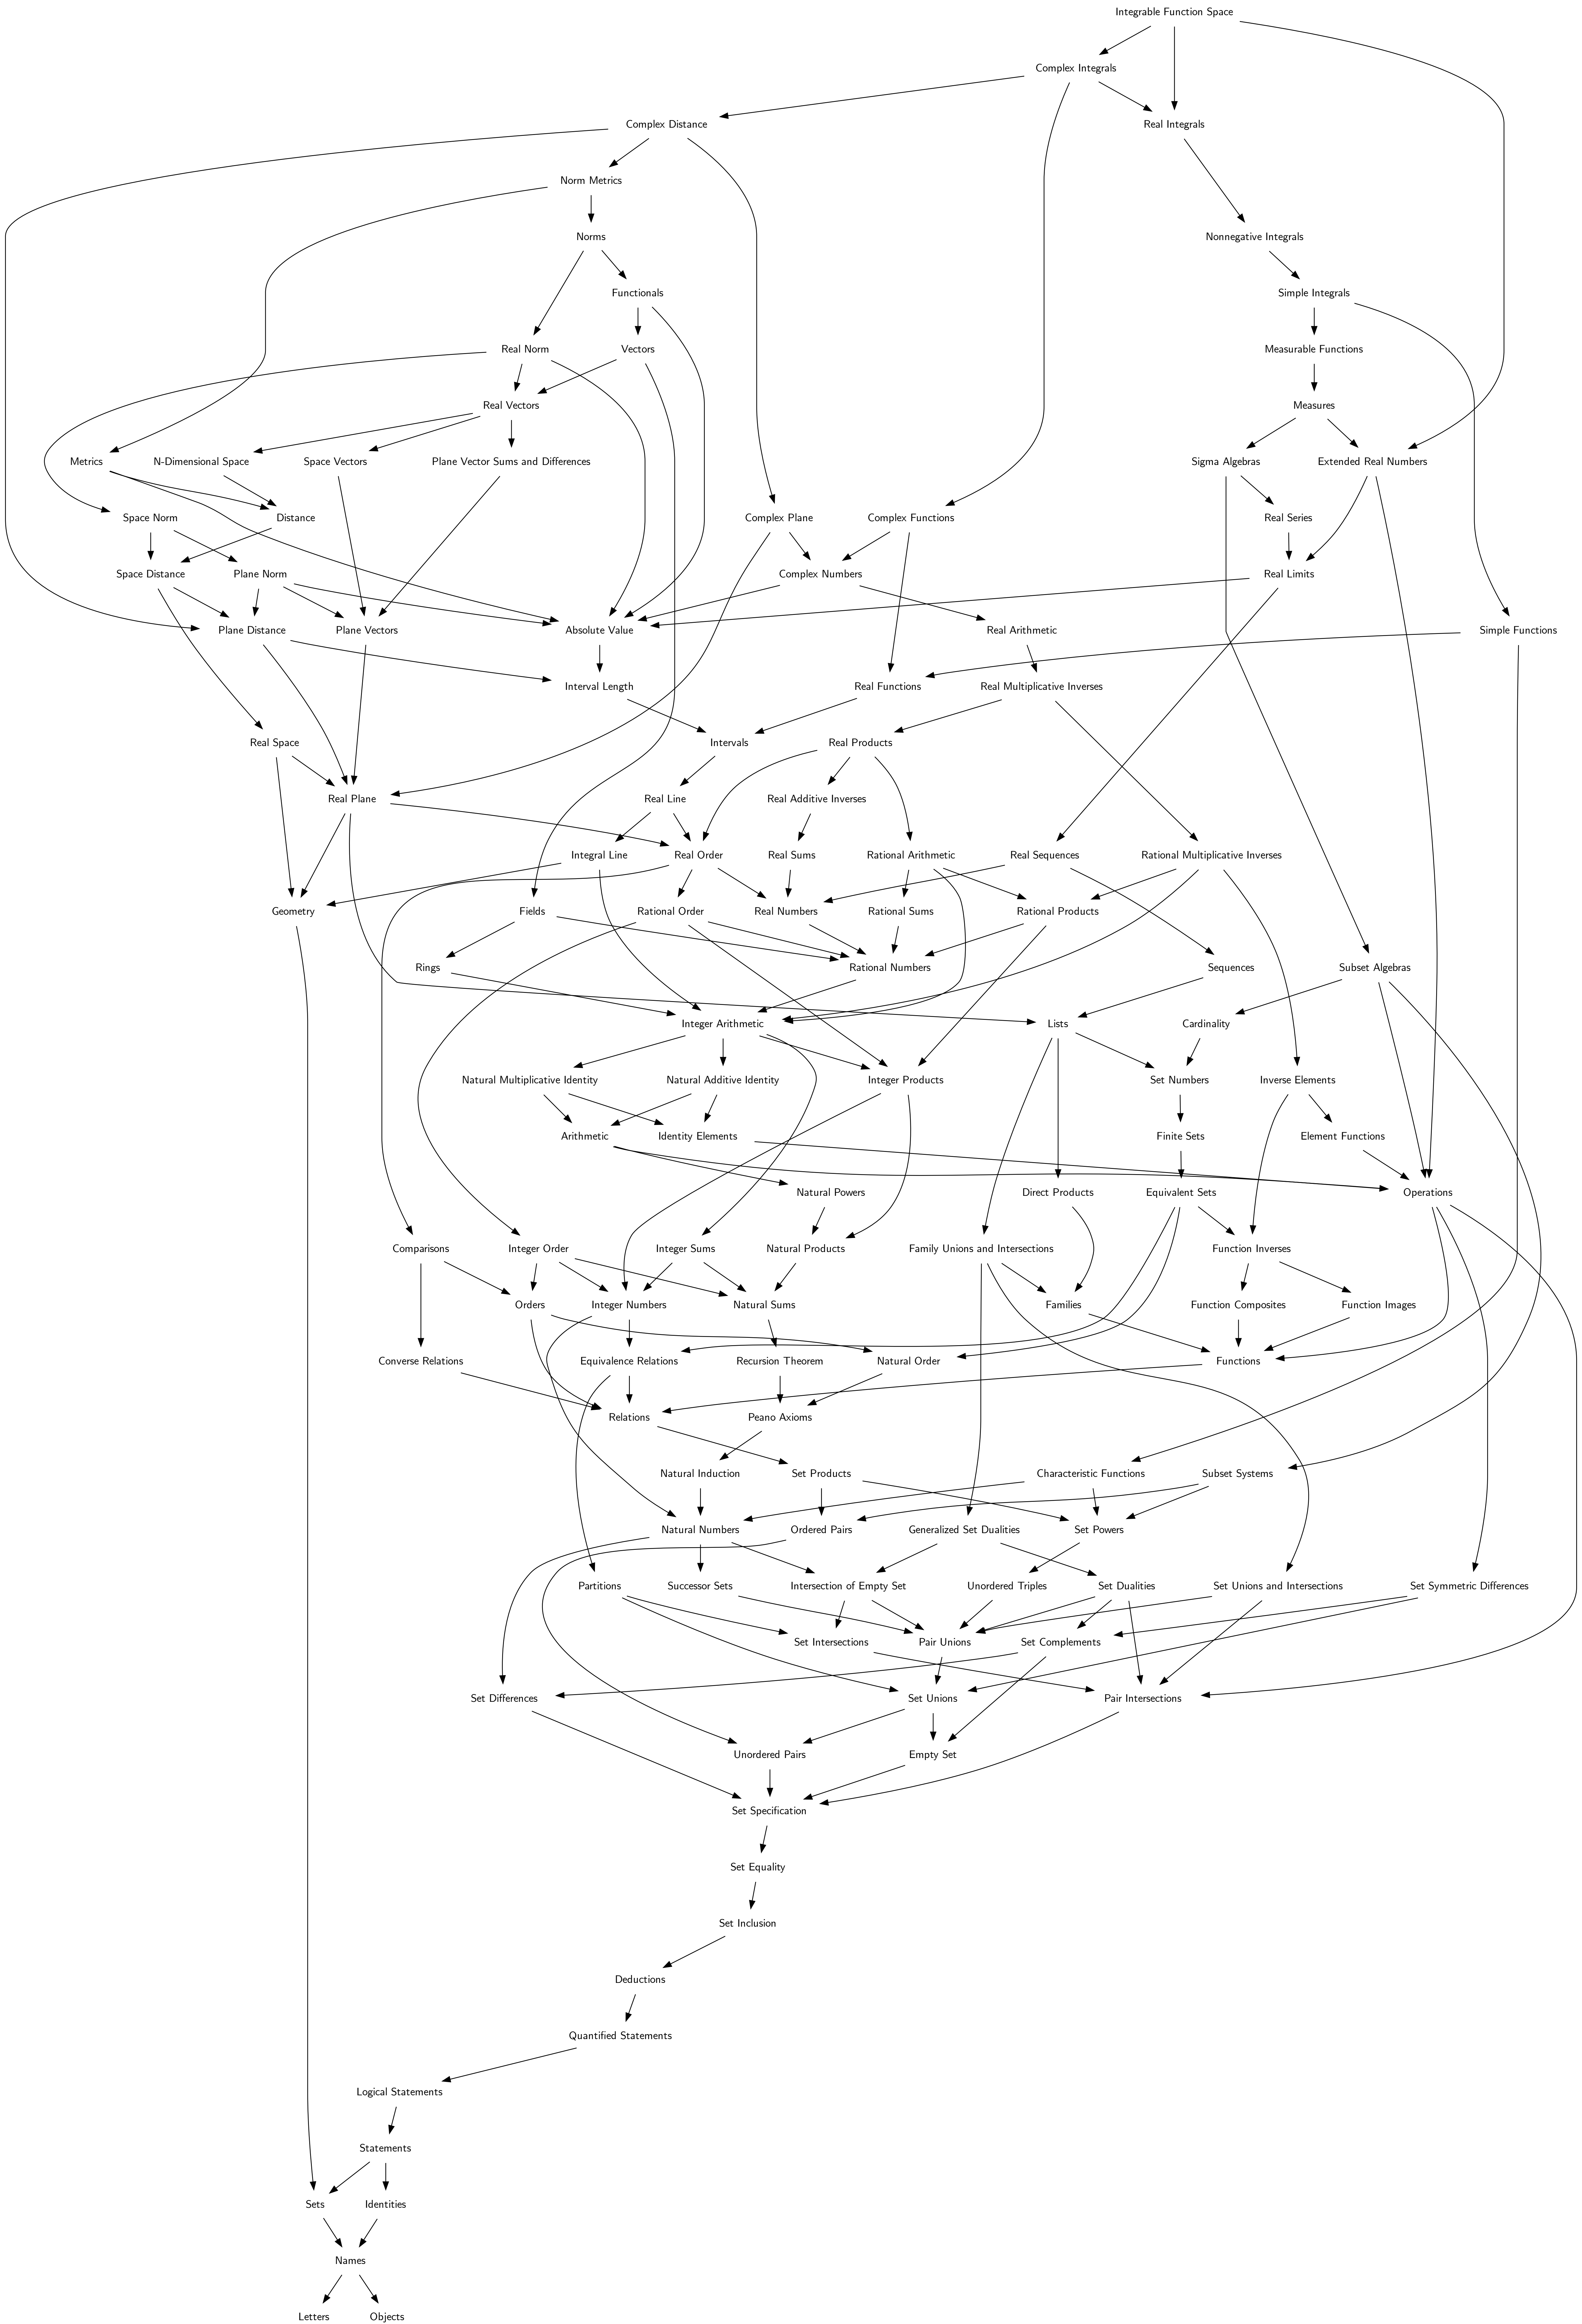 Integrable Function Space
Complex Integrals
Complex Distance
Real Integrals
Norm Metrics
Norms
Nonnegative Integrals
Functionals
Simple Integrals
Real Norm
Vectors
Measurable Functions
Real Vectors
Measures
Metrics
N-Dimensional Space
Space Vectors
Plane Vector Sums and Differences
Sigma Algebras
Extended Real Numbers
Space Norm
Distance
Complex Plane
Complex Functions
Real Series
Space Distance
Plane Norm
Complex Numbers
Real Limits
Plane Distance
Plane Vectors
Absolute Value
Real Arithmetic
Simple Functions
Interval Length
Real Functions
Real Multiplicative Inverses
Real Space
Intervals
Real Products
Real Plane
Real Line
Real Additive Inverses
Integral Line
Real Order
Real Sums
Rational Arithmetic
Real Sequences
Rational Multiplicative Inverses
Geometry
Fields
Rational Order
Real Numbers
Rational Sums
Rational Products
Rings
Rational Numbers
Sequences
Subset Algebras
Integer Arithmetic
Lists
Cardinality
Natural Multiplicative Identity
Natural Additive Identity
Integer Products
Set Numbers
Inverse Elements
Arithmetic
Identity Elements
Finite Sets
Element Functions
Natural Powers
Direct Products
Equivalent Sets
Operations
Comparisons
Integer Order
Integer Sums
Natural Products
Family Unions and Intersections
Function Inverses
Orders
Integer Numbers
Natural Sums
Families
Function Composites
Function Images
Converse Relations
Equivalence Relations
Recursion Theorem
Natural Order
Functions
Relations
Peano Axioms
Natural Induction
Set Products
Characteristic Functions
Subset Systems
Natural Numbers
Ordered Pairs
Generalized Set Dualities
Set Powers
Partitions
Successor Sets
Intersection of Empty Set
Unordered Triples
Set Dualities
Set Unions and Intersections
Set Symmetric Differences
Set Intersections
Pair Unions
Set Complements
Set Differences
Set Unions
Pair Intersections
Unordered Pairs
Empty Set
Set Specification
Set Equality
Set Inclusion
Deductions
Quantified Statements
Logical Statements
Statements
Sets
Identities
Names
Letters
Objects